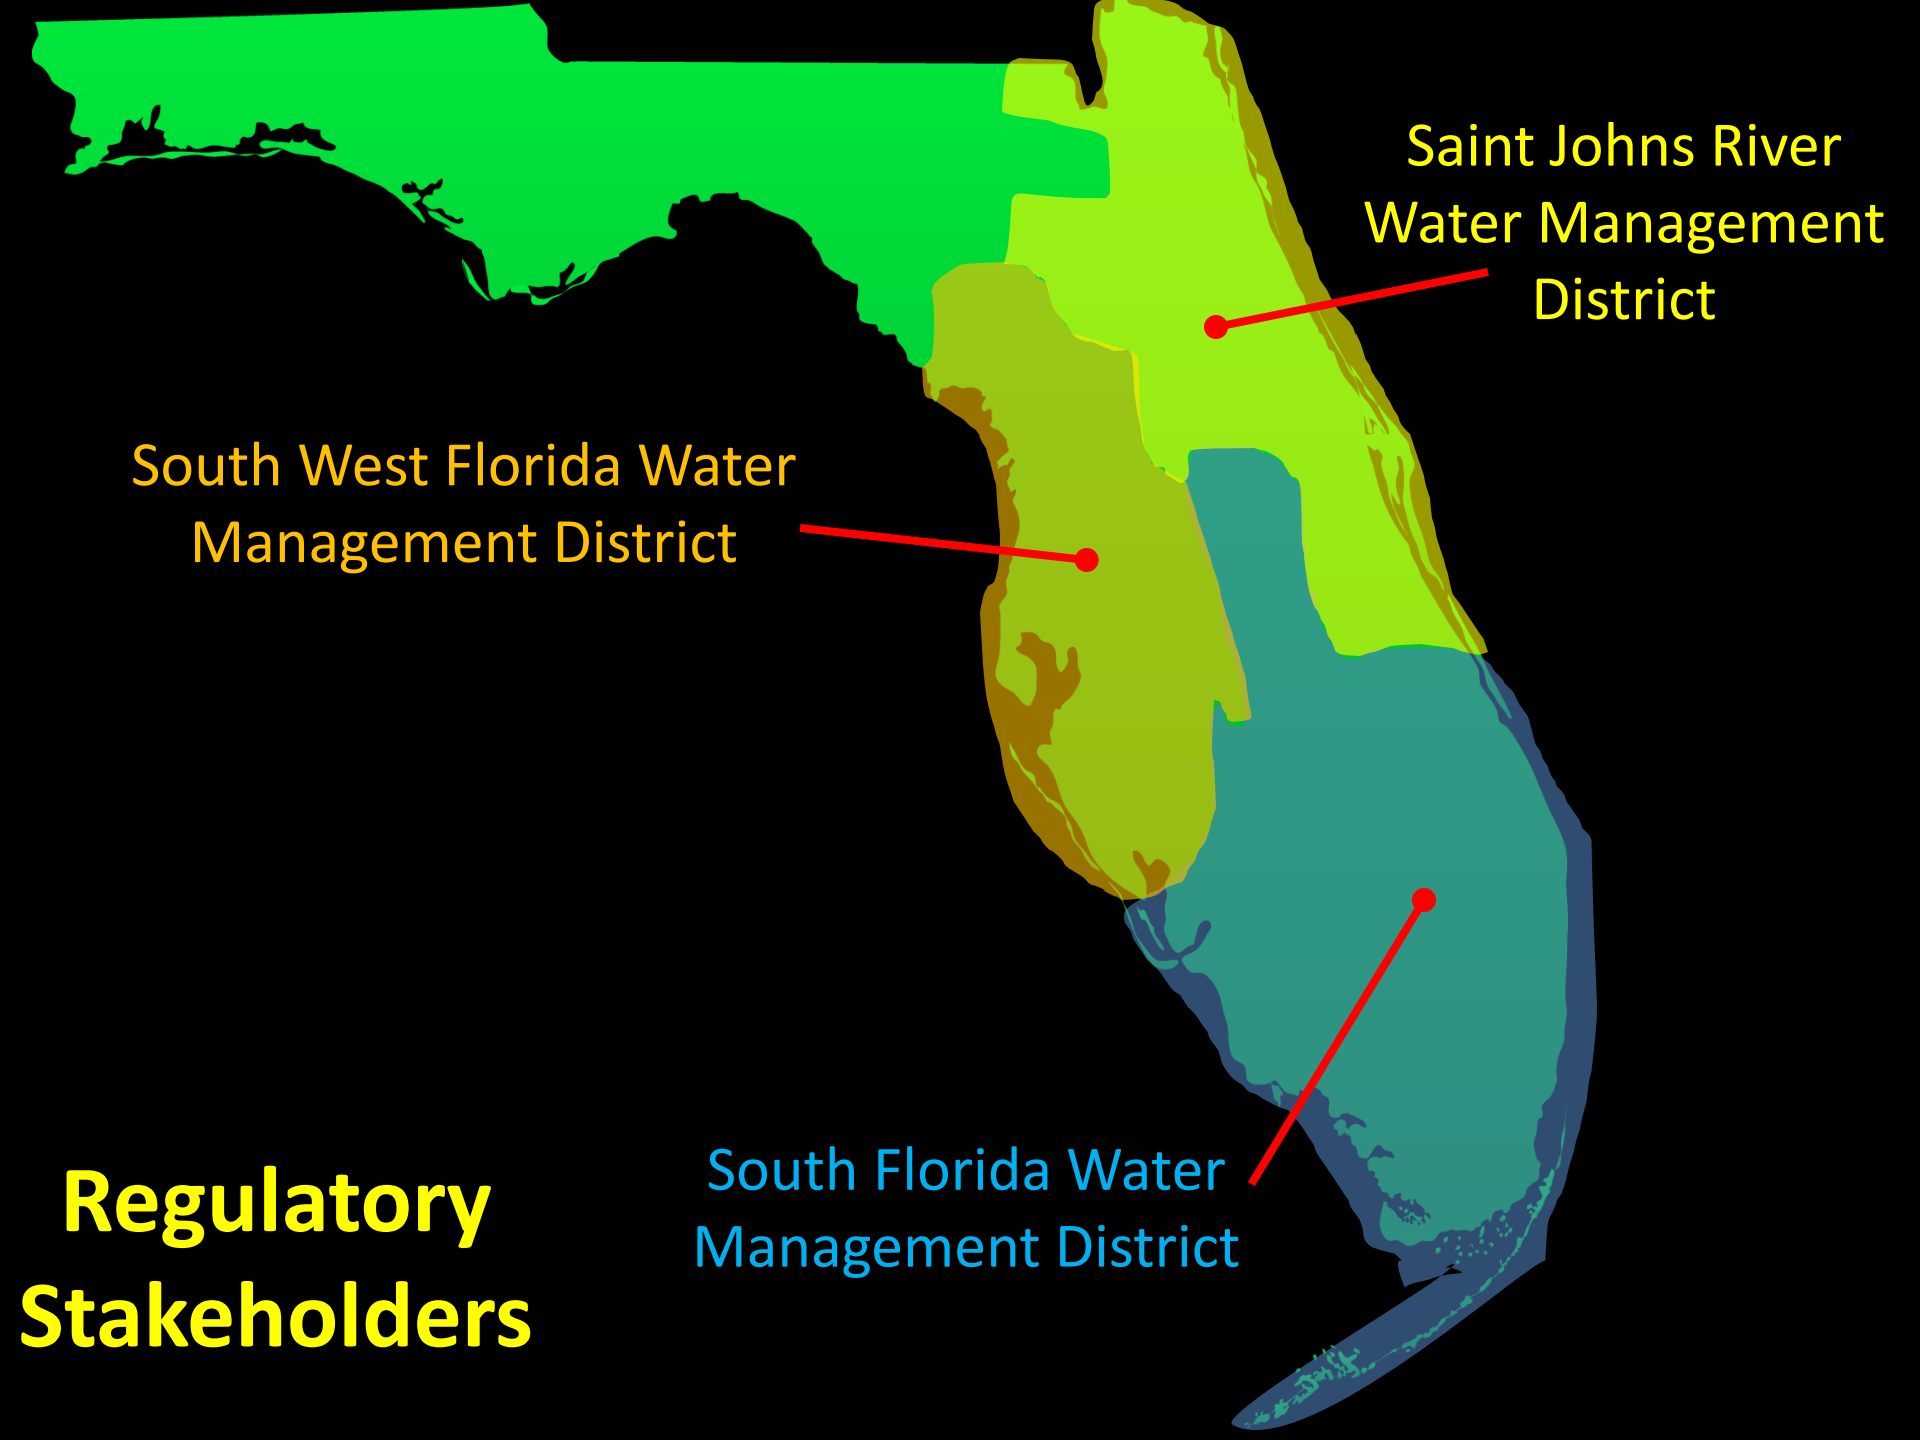 Saint Johns River
Water Management
District
South West Florida Water
Management District
South Florida Water
Management District
Regulatory
Stakeholders